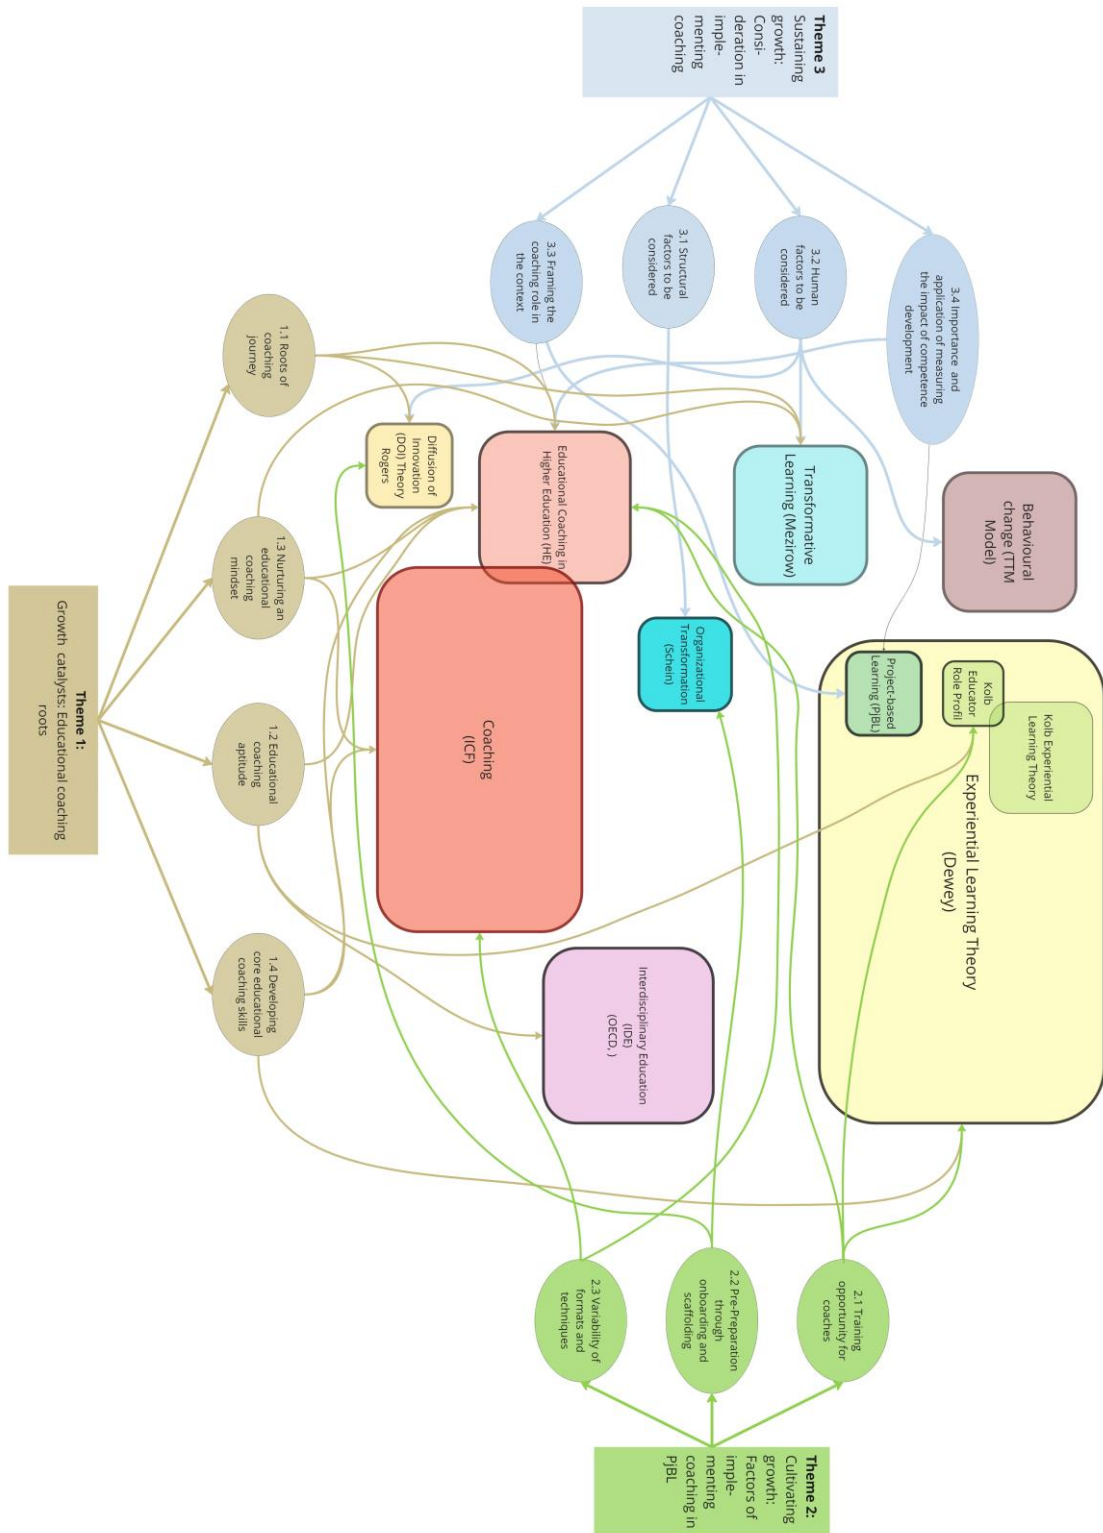 Theme 3
Sustaining
growth:
Consi-
deration in
imple-
menting
coaching
3.4 Importance and
application of measuring
the impact of competence
development
3.2 Human
factors to be
considered
3.1 Structural
factors to be
considered
3.3 Framing the
coaching role in
the context
1.1 Roots of
coaching
journey
1.3 Nurturing an
educational
coaching
mindset
1.2 Educational
coaching
aptitude
1.4 Developing
core educational
coaching skills
Theme 1:
Growth catalysts: Educational coaching
roots
Behavioural
change (TTM
Model)
Transformative
Learning (Mezirow)
Educational Coaching in
Higher Education (HE)
Diffusion of
Innovation
(DOI) Theory
Rogers
Organizational
Transformation
(Schein)
Project-based
Learning (PjBL)
Kolb
Educator
Role Profil
Kolb Experiential
Learning Theory
Experiential Learning Theory
(Dewey)
Coaching
(ICF)
Interdisciplinary Education
(IDE)
(OECD, )
2.1 Training
opportunity for
coaches
2.2 Pre-Preparation
through
onboarding and
scaffolding
2.3 Variability of
formats and
techniques
Theme 2:
Cultivating
growth:
Factors of
imple-
menting
coaching in
PjBL